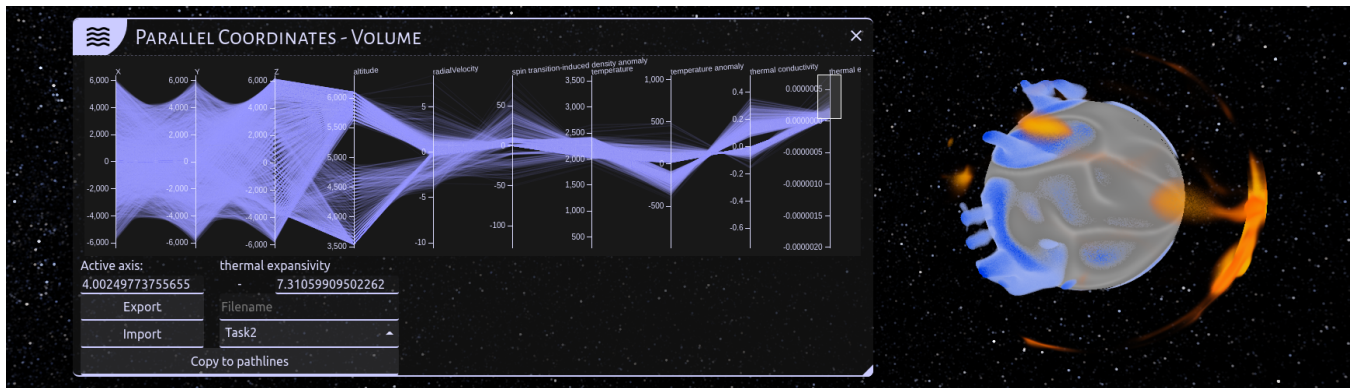 PARALLEL COORDINATES - VOLUME
X Y Z altitude radialVelocity spin transition-induced density anomaly temperature temperature anomaly thermal conductivity thermal e
6,000 6,000 6,000 6,000 5 50 3,500 1,000 0.4 0.0000005
4,000 4,000 4,000 5,500 0 0 3,000 500 0.2 0.0000000
2,000 2,000 2,000 5,000 -5 -50 2,500 0 0.0 -0.0000005
0 0 0 4,500 -10 -100 2,000 -500 -0.2 -0.0000010
-2,000 -2,000 -2,000 4,000 1,500 -0.4 -0.0000015
-4,000 -4,000 -4,000 3,500 1,000 -0.6 -0.0000020
-6,000 -6,000 -6,000 500
Active axis: thermal expansivity
4.00249773755655 - 7.31059909502262
Export Filename
Import Task2
Copy to pathlines